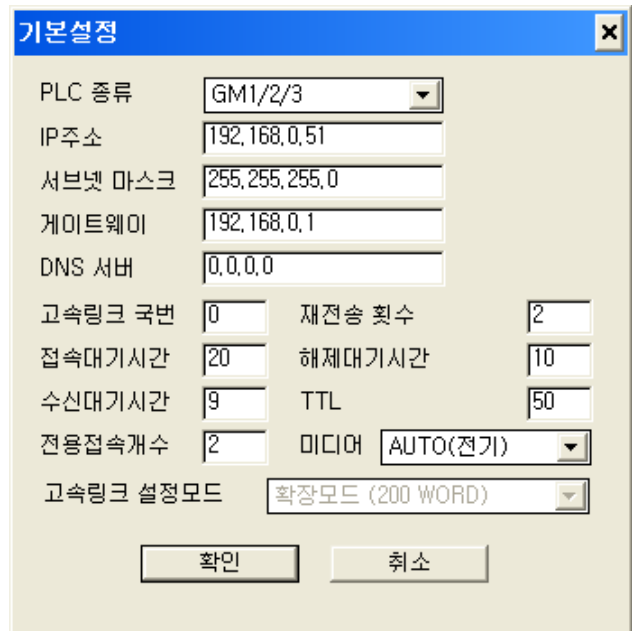 기본설정
PLC 종류 GM1/2/3
IP주소 192,168,0,51
서브넷 마스크 255,255,255,0
게이트웨이 192,168,0,1
DNS 서버 0,0,0,0
고속링크 국번 0 재전송 횟수 2
접속대기시간 20 해제대기시간 10
수신대기시간 9 TTL 50
전용접속개수 2 미디어 AUTO(전기)
고속링크 설정모드 확장모드 (200 WORD)
확인 취소